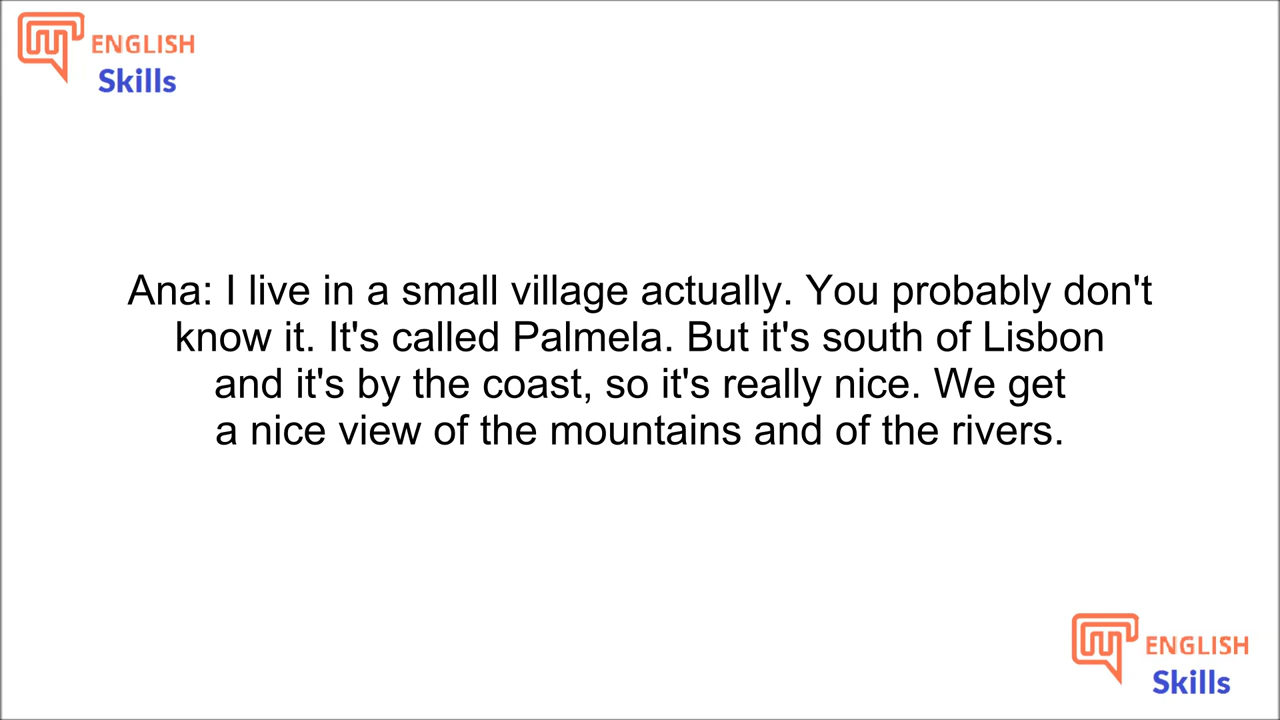 ENGLISH
Skills
Ana: I live in a small village actually. You probably don't
know it. It's called Palmela. But it's south of Lisbon
and it's by the coast, so it's really nice. We get
a nice view of the mountains and of the rivers.
ENGLISH
Skills